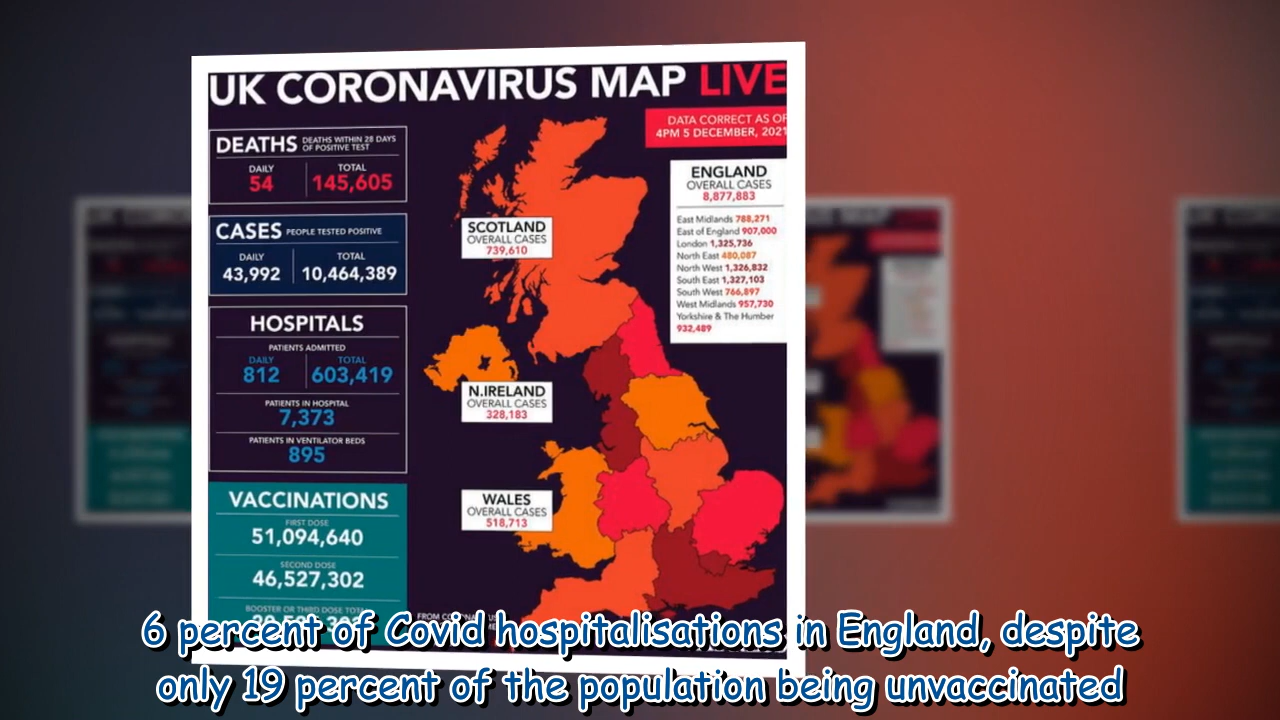 UK CORONAVIRUS MAP LIVE
DATA CORRECT AS OF
4PM 5 DECEMBER, 2021
DEATHS DEATHS WITHIN 28 DAYS
OF POSITIVE TEST
DAILY TOTAL
54 145,605
CASES PEOPLE TESTED POSITIVE
DAILY TOTAL
43,992 10,464,389
HOSPITALS
PATIENTS ADMITTED
DAILY TOTAL
812 603,419
PATIENTS IN HOSPITAL
7,373
PATIENTS IN VENTILATOR BEDS
895
VACCINATIONS
FIRST DOSE
51,094,640
SECOND DOSE
46,527,302
BOOSTER OR THIRD DOSE TOTAL
SCOTLAND
OVERALL CASES
739,610
N.IRELAND
OVERALL CASES
328,183
WALES
OVERALL CASES
518,713
ENGLAND
OVERALL CASES
8,877,883
East Midlands 788,271
East of England 907,000
London 1,325,736
North East 480,087
North West 1,326,832
South East 1,327,103
South West 766,897
West Midlands 957,730
Yorkshire & The Humber
932,489
FROM
6 percent of Covid hospitalisations in England, despite
only 19 percent of the population being unvaccinated